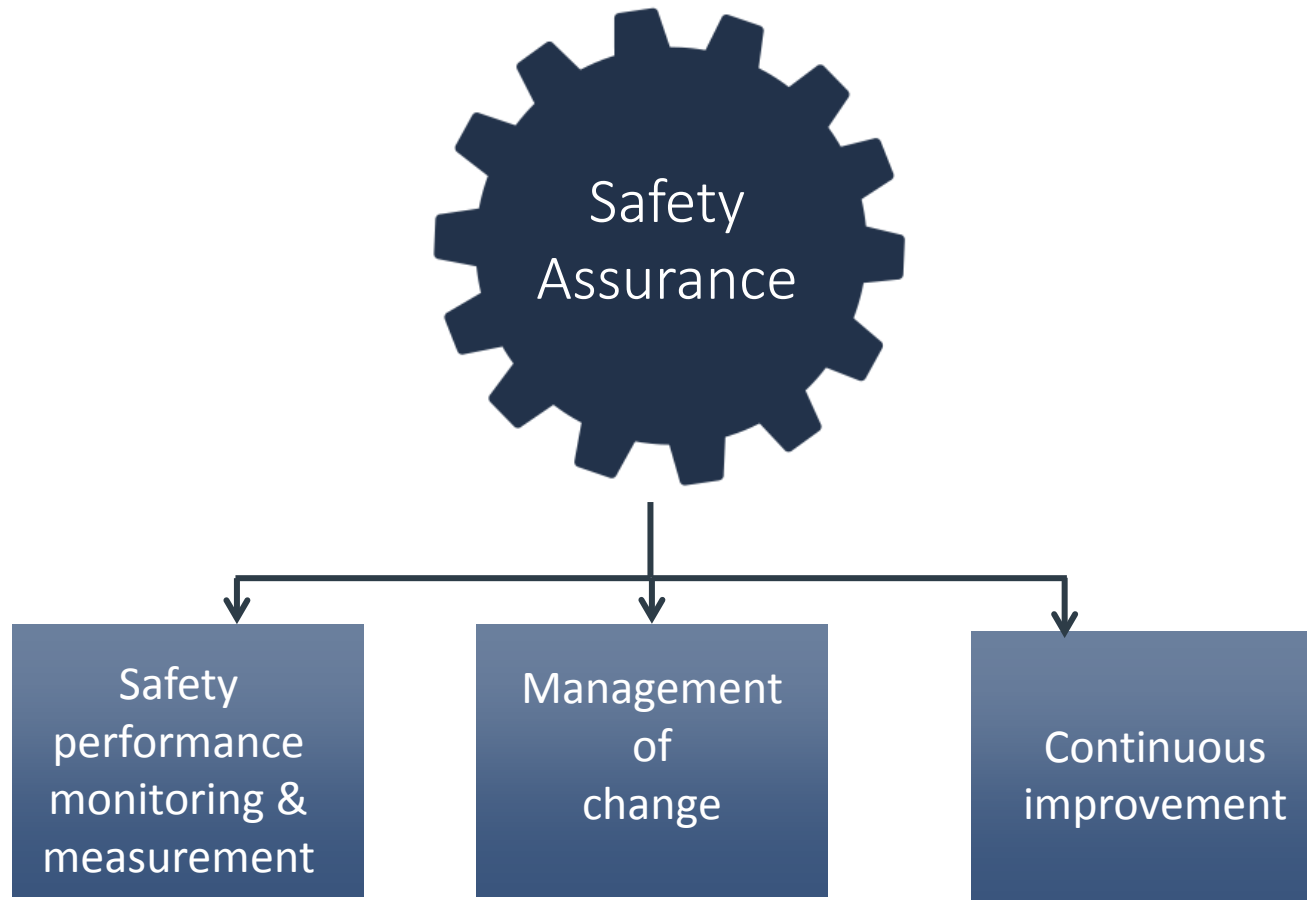 Safety
Assurance
Safety
performance
monitoring &
measurement
Management
of
change
Continuous
improvement